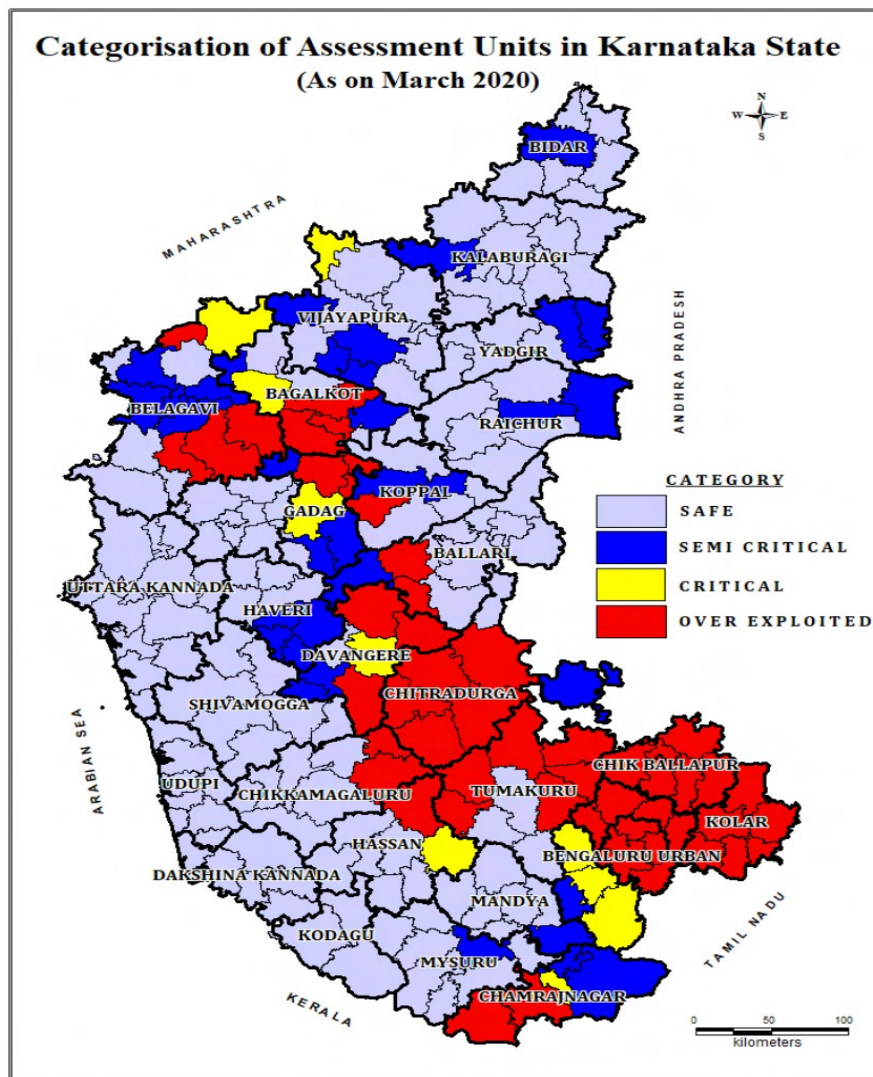 Categorisation of Assessment Units in Karnataka State
(As on March 2020)
N
W E
S
BIDAR
MAHARASHTRA
KALABURAGI
VIJAYAPURA
YADGIR
ANDHRA PRADESH
BAGALKOT
BELAGAVI
RAICHUR
CATEGORY
KOPPAL
GADAG
SAFE
BALLARI
SEMI CRITICAL
UTTARA KANNADA
CRITICAL
HAVERI
OVER EXPLOITED
DAVANGERE
CHITRADURGA
SHIVAMOGGA
ARABIAN SEA
CHIK BALLAPUR
UDUPI
CHIKKAMAGALURU
TUMAKURU
KOLAR
HASSAN
BENGALURU URBAN
DAKSHINA KANNADA
MANDYA
KODAGU
TAMIL NADU
MYSURU
CHAMRAJNAGAR
KERALA
0 50 100
kilometers